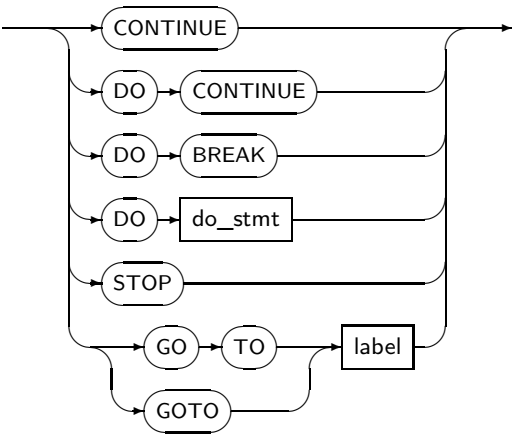 CONTINUE
DO CONTINUE
DO BREAK
DO do_stmt
STOP
GO TO label
GOTO